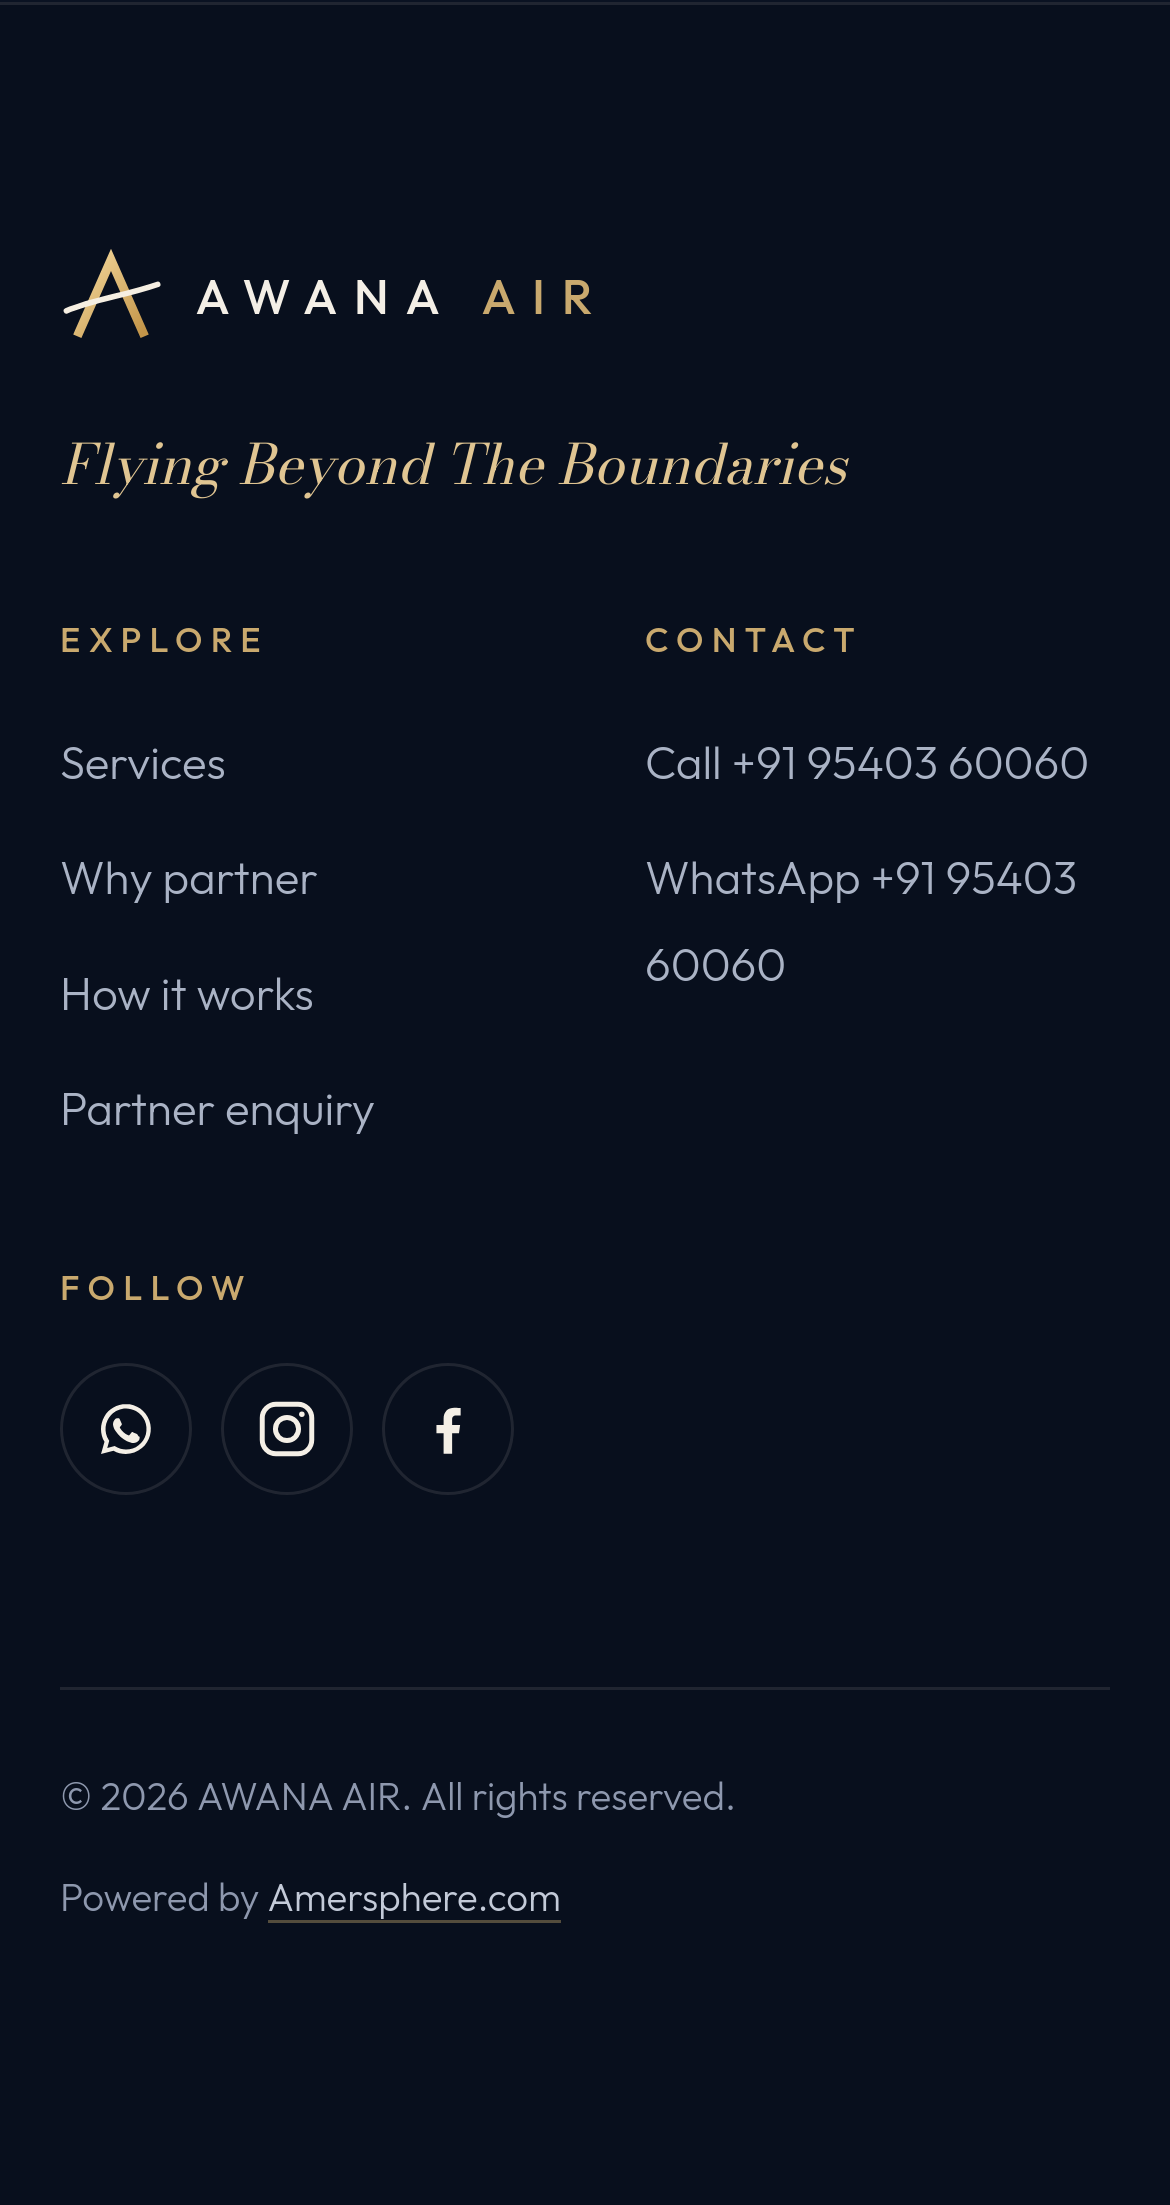 AWANA AIR
Flying Beyond The Boundaries
EXPLORE
Services
Why partner
How it works
Partner enquiry
CONTACT
Call +91 95403 60060
WhatsApp +91 95403
60060
FOLLOW
© 2026 AWANA AIR. All rights reserved.
Powered by Amersphere.com